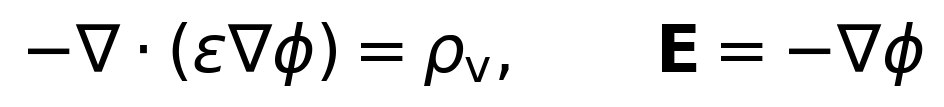 −∇ · (ε∇ϕ) = ρᵥ,  𝐄 = −∇ϕ